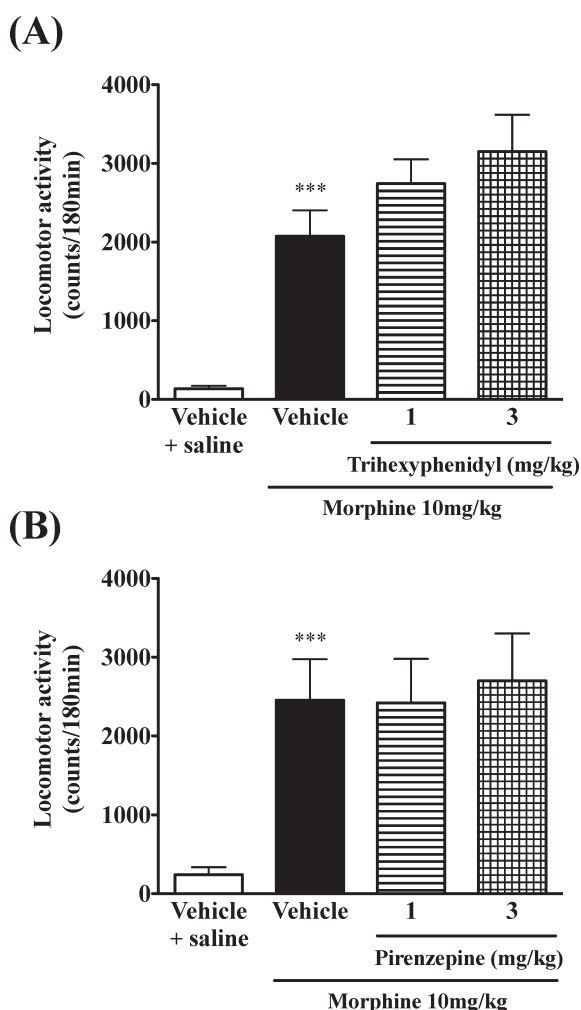 (A)
Locomotor activity
(counts/180min)
4000
3000
2000
1000
0
***
Vehicle
+ saline
Vehicle
1
3
Trihexyphenidyl (mg/kg)
Morphine 10mg/kg
(B)
Locomotor activity
(counts/180min)
4000
3000
2000
1000
0
***
Vehicle
+ saline
Vehicle
1
3
Pirenzepine (mg/kg)
Morphine 10mg/kg